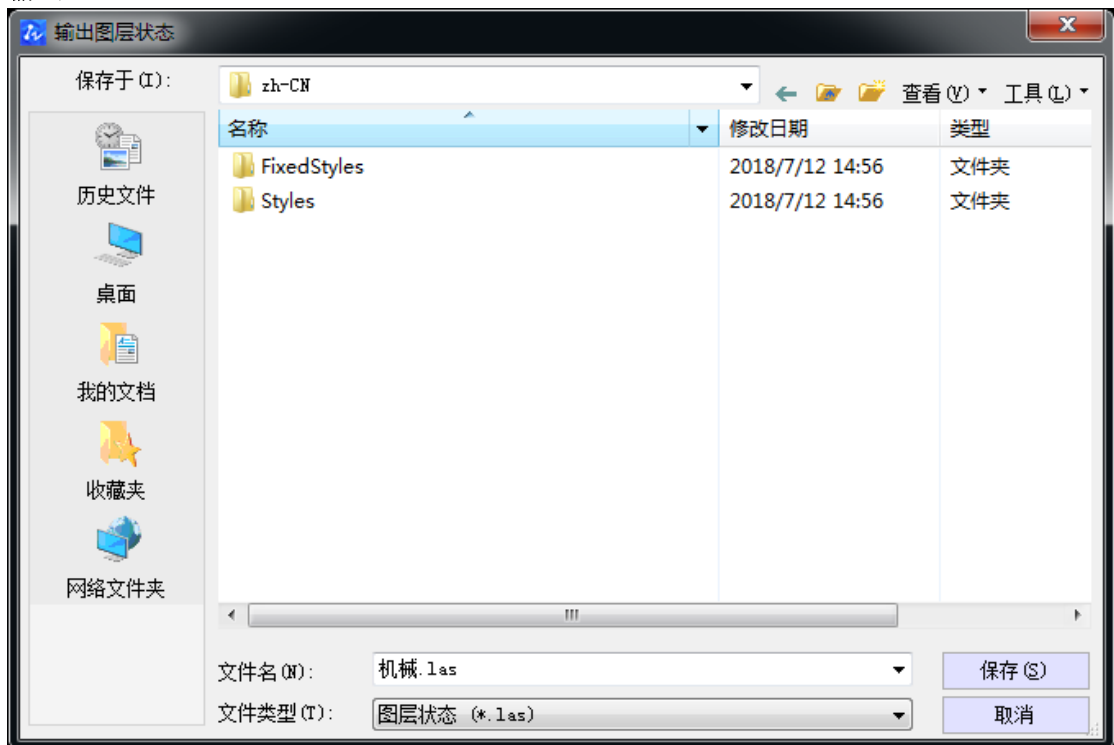 输出图层状态
保存于(I):
zh-CN
查看(V)
工具(L)
名称
修改日期
类型
FixedStyles
2018/7/12 14:56
文件夹
Styles
2018/7/12 14:56
文件夹
历史文件
桌面
我的文档
收藏夹
网络文件夹
文件名(N):
机械.las
保存(S)
文件类型(T):
图层状态 (*.las)
取消